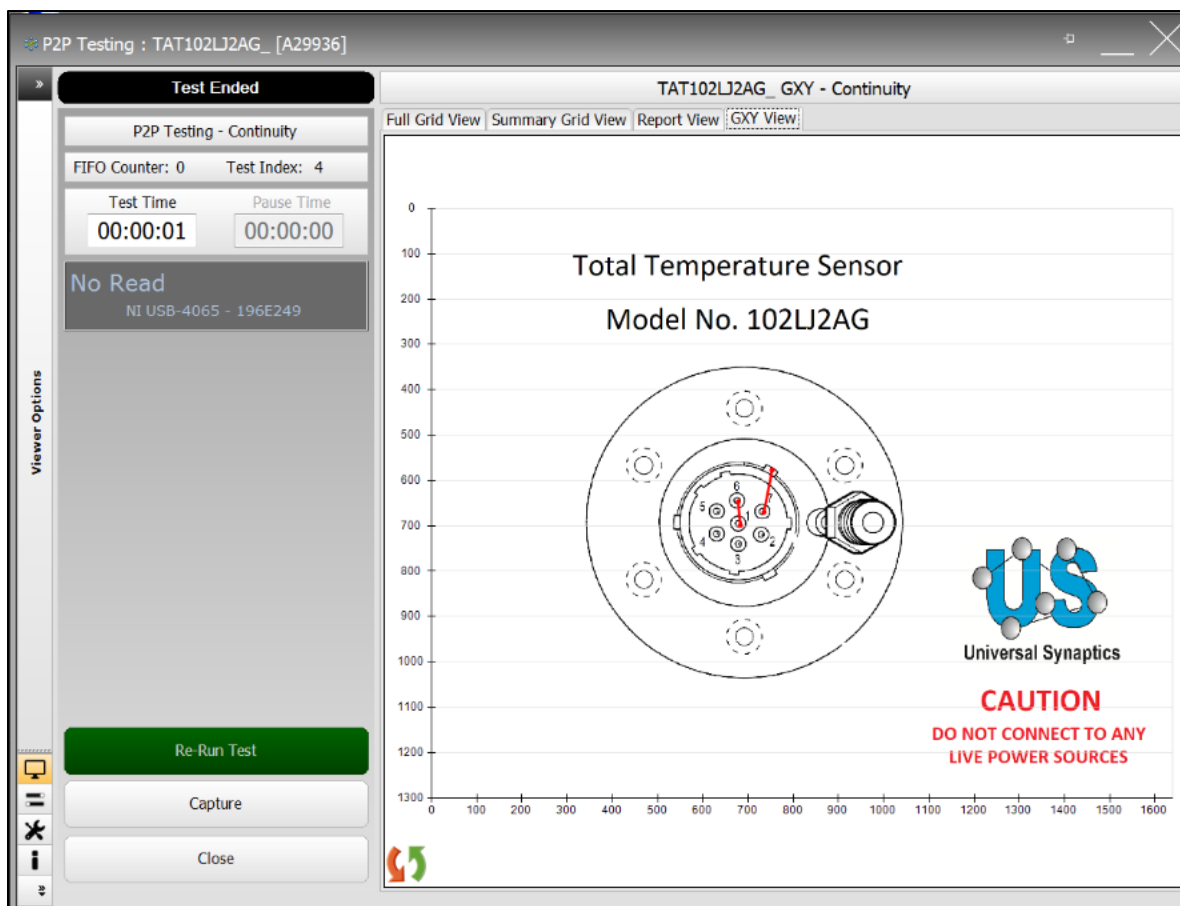 P2P Testing : TAT102LJ2AG_ [A29936]
»
Test Ended
P2P Testing - Continuity
FIFO Counter: 0 Test Index: 4
Test Time Pause Time
00:00:01 00:00:00
No Read
NI USB-4065 - 196E249
Viewer Options
Re-Run Test
Capture
Close
TAT102LJ2AG_ GXY - Continuity
Full Grid View Summary Grid View Report View GXY View
0
100
200
300
400
500
600
700
800
900
1000
1100
1200
1300
Total Temperature Sensor
Model No. 102LJ2AG
6
5 1 7
4 2
3
US
Universal Synaptics
CAUTION
DO NOT CONNECT TO ANY
LIVE POWER SOURCES
0 100 200 300 400 500 600 700 800 900 1000 1100 1200 1300 1400 1500 1600